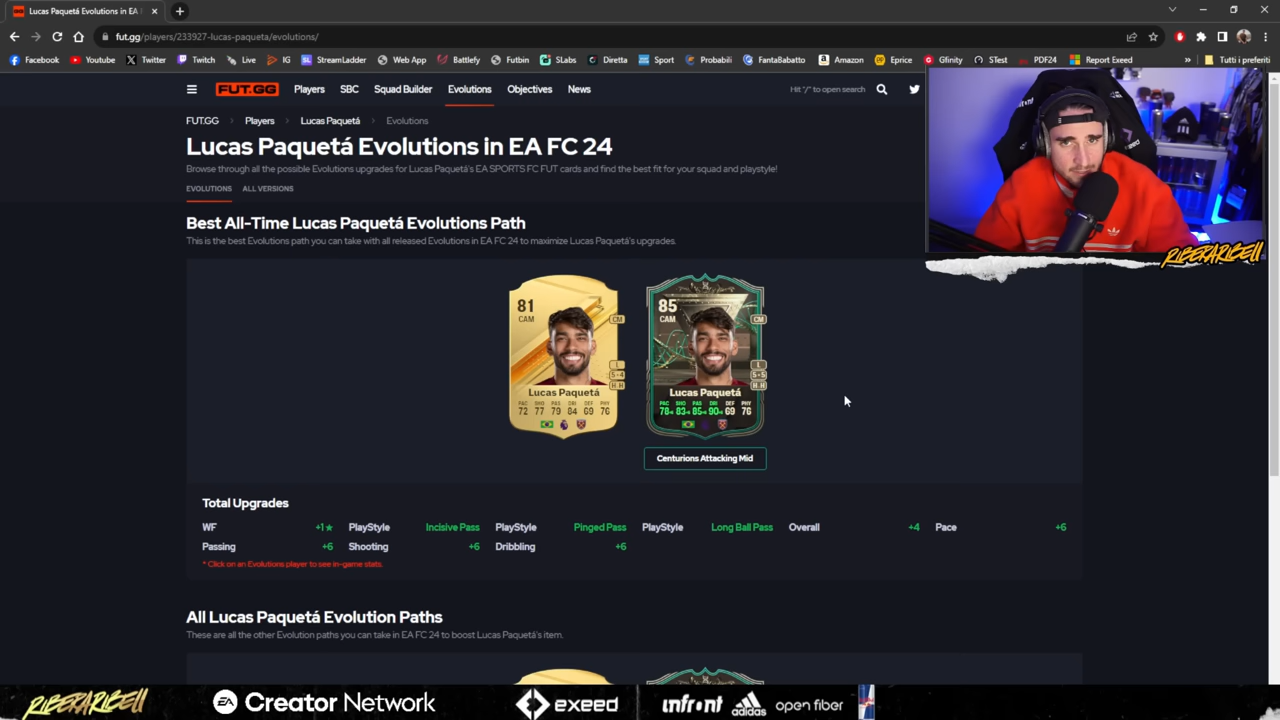 Lucas Paquetá Evolutions in EA
fut.gg/players/233927-lucas-paqueta/evolutions/
Facebook Youtube Twitter Twitch Live IG StreamLadder Web App Battlefy Futbin SLabs Diretta Sport Probabili FantaBabatto Amazon Eprice Gfinity STest PDF24 Report Exeed » Tutti i preferiti
FUT.GG Players SBC Squad Builder Evolutions Objectives News Hit "/" to open search
FUT.GG > Players > Lucas Paquetá > Evolutions
Lucas Paquetá Evolutions in EA FC 24
Browse through all the possible Evolutions upgrades for Lucas Paquetá's EA SPORTS FC FUT cards and find the best fit for your squad and playstyle!
EVOLUTIONS ALL VERSIONS
RIBERARIBELL
Best All-Time Lucas Paquetá Evolutions Path
This is the best Evolutions path you can take with all released Evolutions in EA FC 24 to maximize Lucas Paquetá's upgrades.
81
CAM
CM
L
5-4
H.H
Lucas Paquetá
PAC SHO PAS DRI DEF PHY
72 77 79 84 69 76
85
CAM
CM
L
5-5
H.H
Lucas Paquetá
PAC SHO PAS DRI DEF PHY
78 83 85 90 69 76
Centurions Attacking Mid
Total Upgrades
WF +1★ PlayStyle Incisive Pass PlayStyle Pinged Pass PlayStyle Long Ball Pass Overall +4 Pace +6
Passing +6 Shooting +6 Dribbling +6
* Click on an Evolutions player to see in-game stats.
All Lucas Paquetá Evolution Paths
These are all the other Evolution paths you can take in EA FC 24 to boost Lucas Paquetá's item.
RIBERARIBELL EA Creator Network exeed infront adidas open fiber